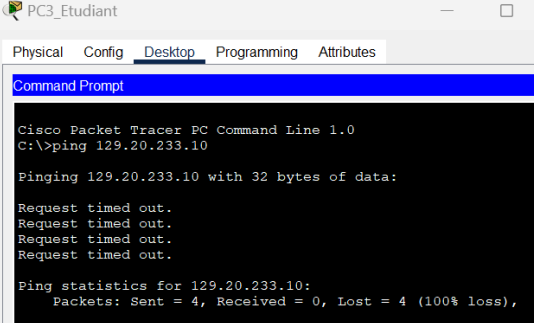 PC3_Etudiant
Physical Config Desktop Programming Attributes
Command Prompt
Cisco Packet Tracer PC Command Line 1.0
C:\>ping 129.20.233.10
Pinging 129.20.233.10 with 32 bytes of data:
Request timed out.
Request timed out.
Request timed out.
Request timed out.
Ping statistics for 129.20.233.10:
Packets: Sent = 4, Received = 0, Lost = 4 (100% loss),